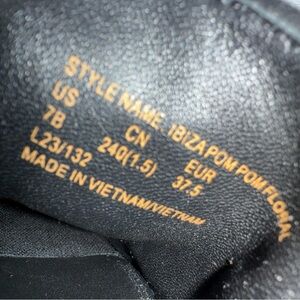 STYLE NAME: IBIZA POM POM FLORAL
US CN EUR
7B 240(1.5) 37.5
L23/132
MADE IN VIETNAM/VIETNAM